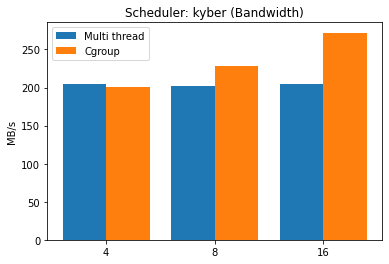 Scheduler: kyber (Bandwidth)
Multi thread
Cgroup
MB/s
250
200
150
100
50
0
4 8 16